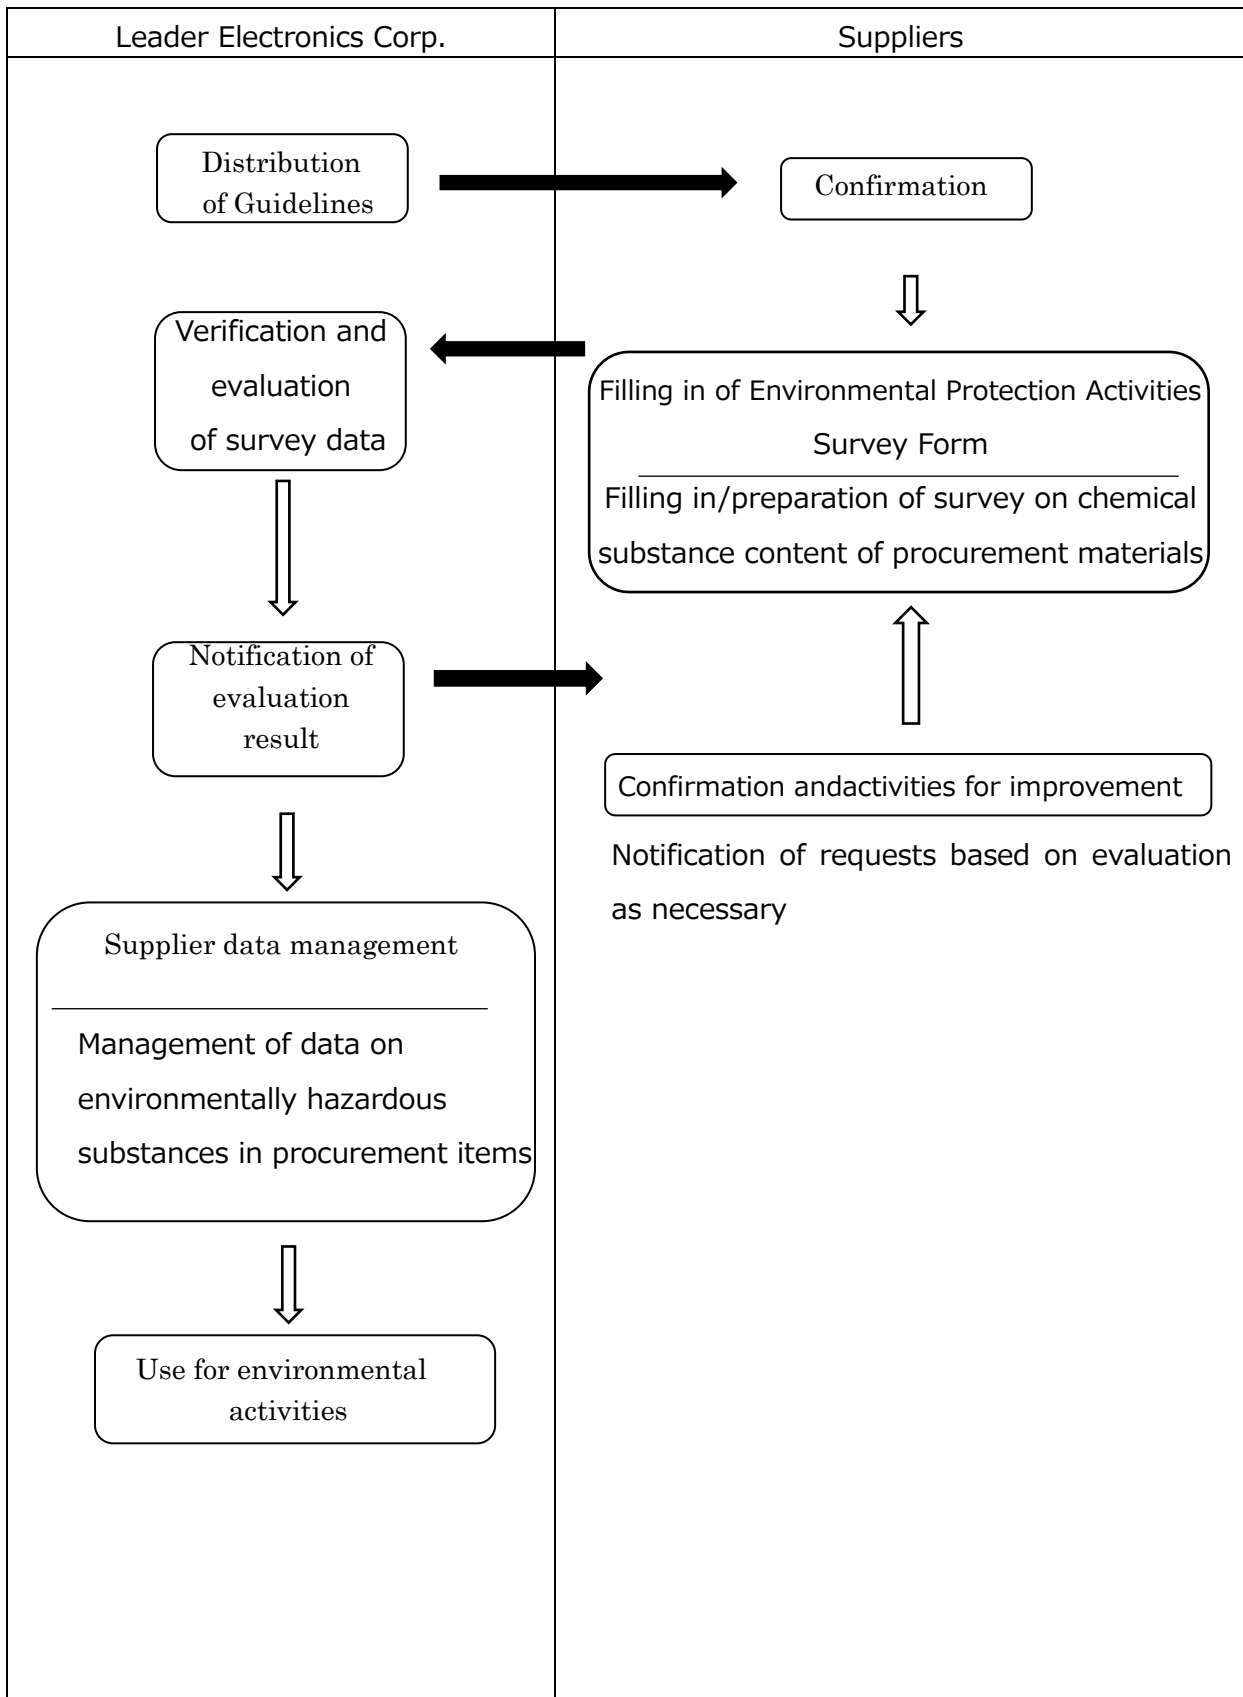 Leader Electronics Corp.
Suppliers
Distribution
of Guidelines
Confirmation
Verification and
evaluation
of survey data
Filling in of Environmental Protection Activities
Survey Form
Filling in/preparation of survey on chemical
substance content of procurement materials
Notification of
evaluation
result
Confirmation andactivities for improvement
Notification of requests based on evaluation
as necessary
Supplier data management
Management of data on
environmentally hazardous
substances in procurement items
Use for environmental
activities